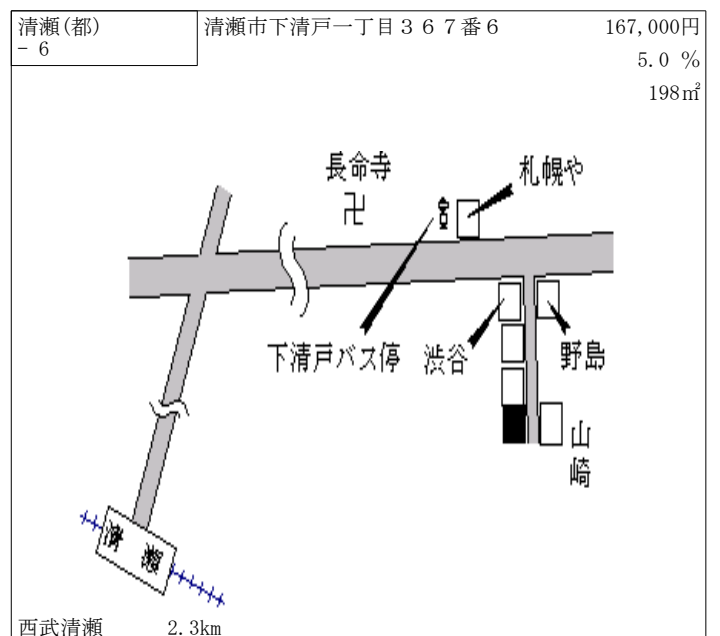 清瀬(都)
－ 6
清瀬市下清戸一丁目３６７番6
167,000円
5.0 ％
198㎡
長命寺
卍
札幌や
下清戸バス停
渋谷
野島
山崎
清瀬
西武清瀬 2.3km